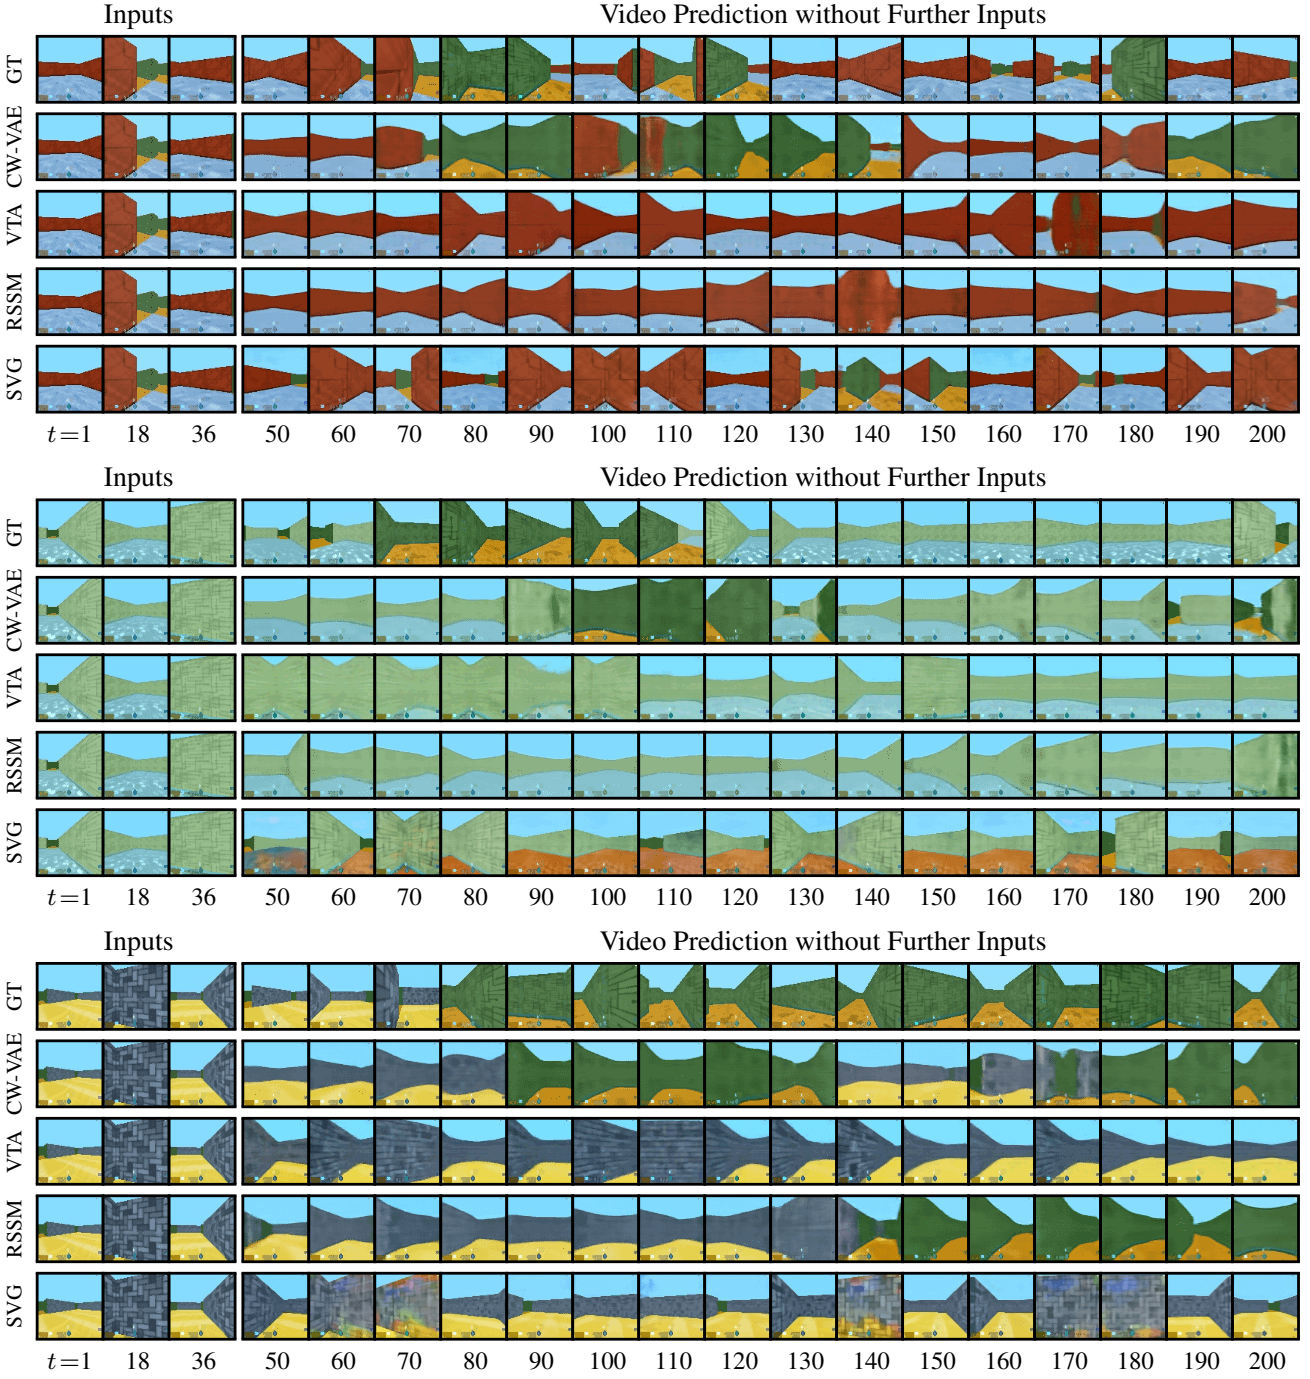 Inputs Video Prediction without Further Inputs
GT
CW-VAE
VTA
RSSM
SVG
t=1 18 36 50 60 70 80 90 100 110 120 130 140 150 160 170 180 190 200
Inputs Video Prediction without Further Inputs
GT
CW-VAE
VTA
RSSM
SVG
t=1 18 36 50 60 70 80 90 100 110 120 130 140 150 160 170 180 190 200
Inputs Video Prediction without Further Inputs
GT
CW-VAE
VTA
RSSM
SVG
t=1 18 36 50 60 70 80 90 100 110 120 130 140 150 160 170 180 190 200